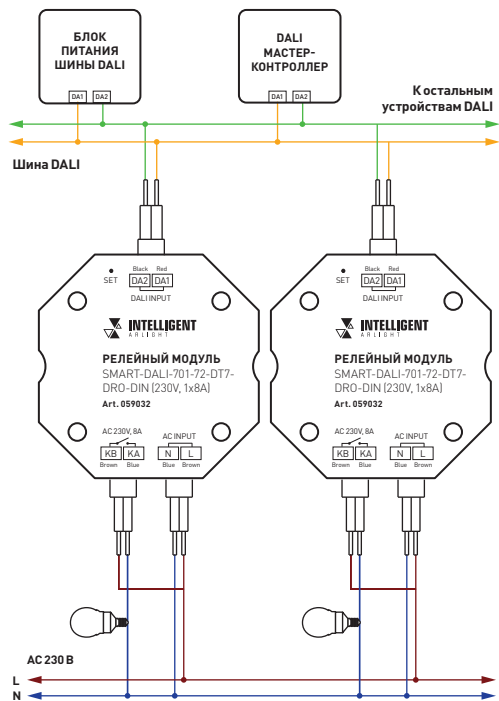 БЛОК
ПИТАНИЯ
ШИНЫ DALI
DA1 DA2
DALI
МАСТЕР-
КОНТРОЛЛЕР
DA1 DA2
К остальным
устройствам DALI
Шина DALI
Black Red
SET DA2 DA1
DALI INPUT
INTELLIGENT
ARLIGHT
РЕЛЕЙНЫЙ МОДУЛЬ
SMART-DALI-701-72-DT7-
DRO-DIN (230V, 1x8A)
Art. 059032
AC 230V, 8A AC INPUT
KB KA N L
Brown Blue Blue Brown
Black Red
SET DA2 DA1
DALI INPUT
INTELLIGENT
ARLIGHT
РЕЛЕЙНЫЙ МОДУЛЬ
SMART-DALI-701-72-DT7-
DRO-DIN (230V, 1x8A)
Art. 059032
AC 230V, 8A AC INPUT
KB KA N L
Brown Blue Blue Brown
AC 230 В
L
N